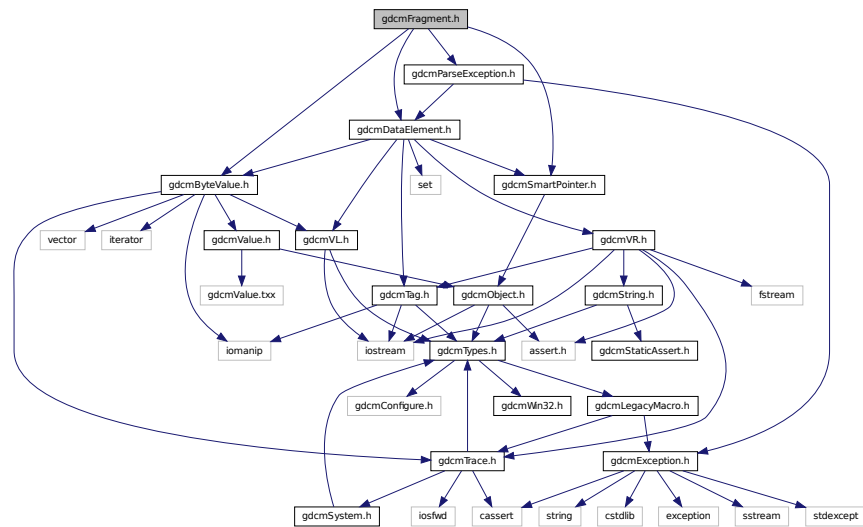 gdcmFragment.h
gdcmParseException.h
gdcmDataElement.h
gdcmByteValue.h
set
gdcmSmartPointer.h
vector
iterator
gdcmValue.h
gdcmVL.h
gdcmVR.h
gdcmValue.txx
gdcmTag.h
gdcmObject.h
gdcmString.h
fstream
iomanip
iostream
gdcmTypes.h
assert.h
gdcmStaticAssert.h
gdcmConfigure.h
gdcmWin32.h
gdcmLegacyMacro.h
gdcmTrace.h
gdcmException.h
gdcmSystem.h
iosfwd
cassert
string
cstdlib
exception
sstream
stdexcept